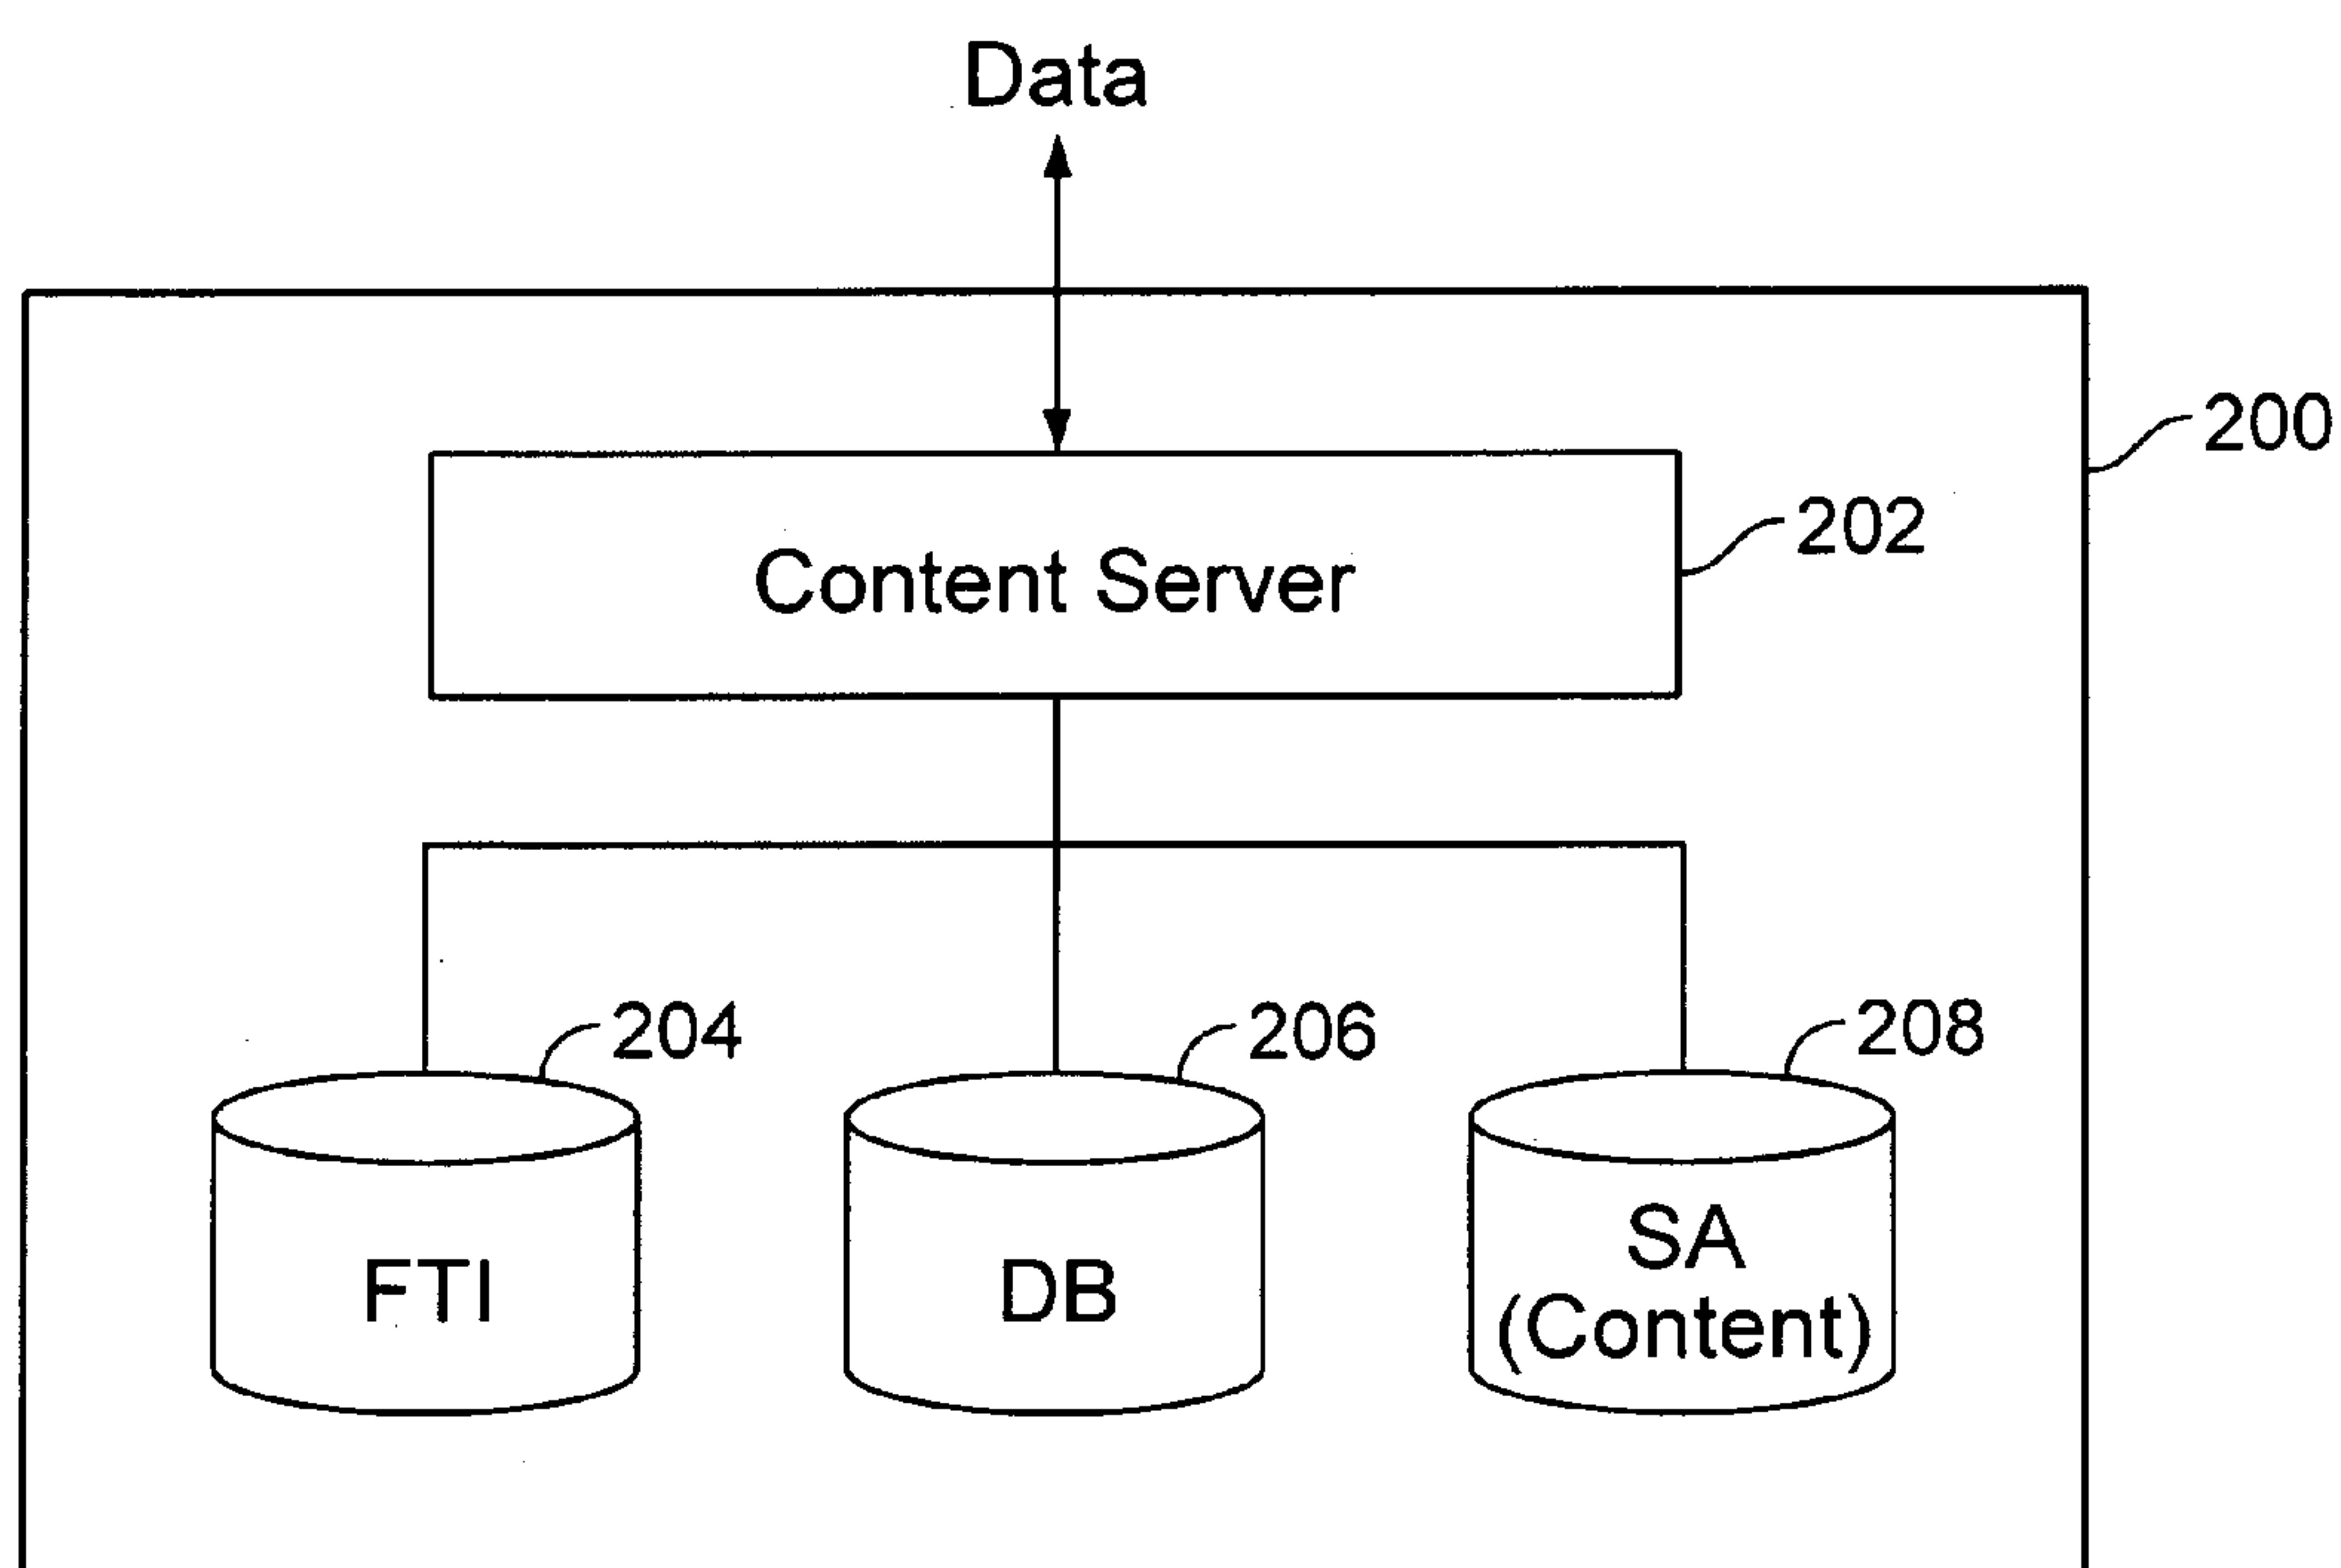 Data
200
202
Content Server
204
206
208
FTI
DB
SA
(Content)